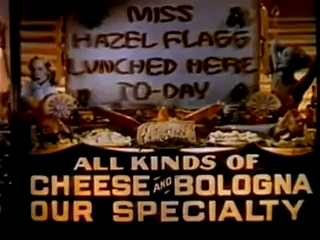 MISS
HAZEL FLAGG
LUNCHED HERE
TO-DAY
ALL KINDS OF
CHEESE AND BOLOGNA
OUR SPECIALTY